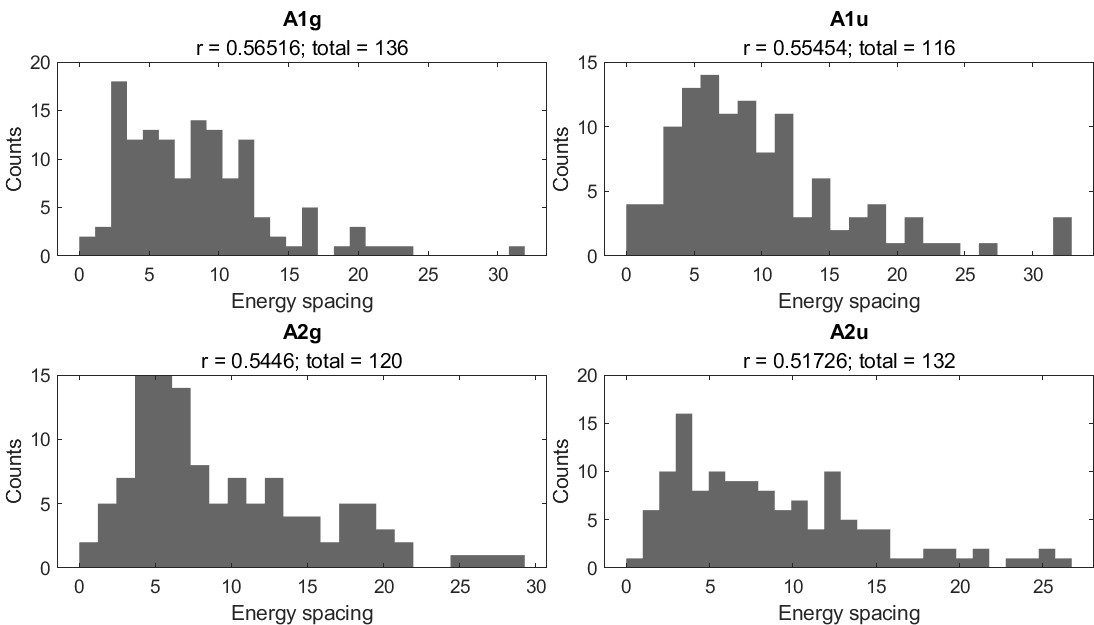 A1g
r = 0.56516; total = 136
20
15
10
5
0
Counts
0 5 10 15 20 25 30
Energy spacing
A1u
r = 0.55454; total = 116
15
10
5
0
Counts
0 5 10 15 20 25 30
Energy spacing
A2g
r = 0.5446; total = 120
15
10
5
0
Counts
0 5 10 15 20 25 30
Energy spacing
A2u
r = 0.51726; total = 132
20
15
10
5
0
Counts
0 5 10 15 20 25
Energy spacing